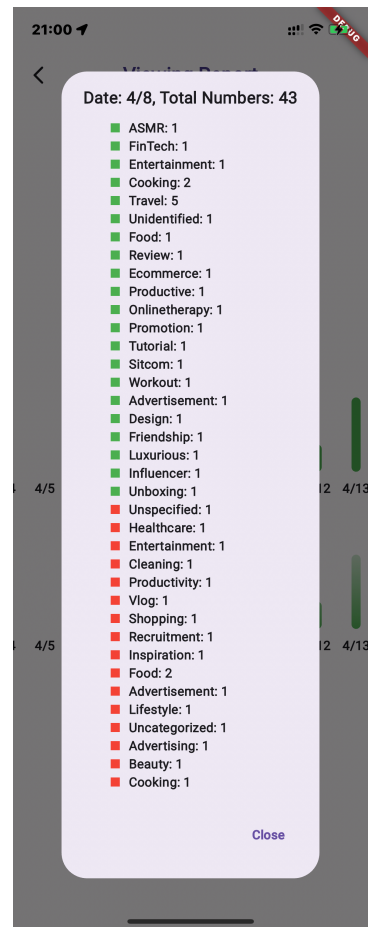 21:00
DEBUG
Viewing Report
Date: 4/8, Total Numbers: 43
ASMR: 1
FinTech: 1
Entertainment: 1
Cooking: 2
Travel: 5
Unidentified: 1
Food: 1
Review: 1
Ecommerce: 1
Productive: 1
Onlinetherapy: 1
Promotion: 1
Tutorial: 1
Sitcom: 1
Workout: 1
Advertisement: 1
Design: 1
Friendship: 1
Luxurious: 1
Influencer: 1
Unboxing: 1
Unspecified: 1
Healthcare: 1
Entertainment: 1
Cleaning: 1
Productivity: 1
Vlog: 1
Shopping: 1
Recruitment: 1
Inspiration: 1
Food: 2
Advertisement: 1
Lifestyle: 1
Uncategorized: 1
Advertising: 1
Beauty: 1
Cooking: 1
4/5 12 4/13
4/5 12 4/13
Close